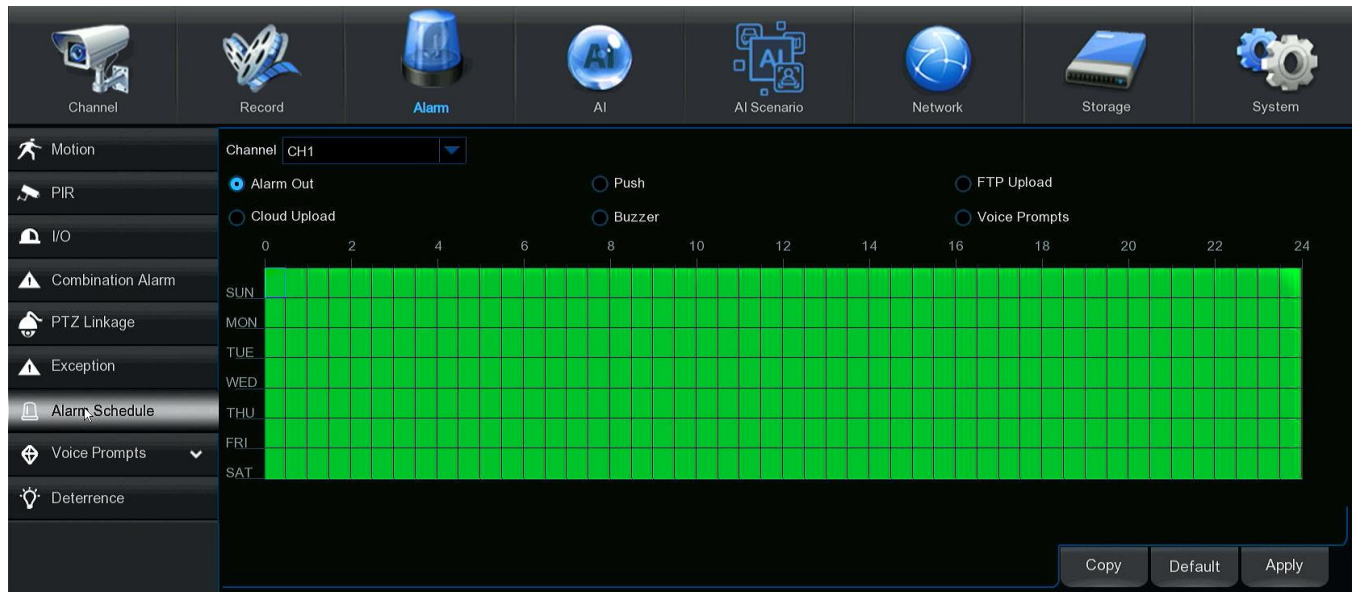 Channel Record Alarm AI AI Scenario Network Storage System
Motion
PIR
I/O
Combination Alarm
PTZ Linkage
Exception
Alarm Schedule
Voice Prompts
Deterrence
Channel CH1
Alarm Out Push FTP Upload
Cloud Upload Buzzer Voice Prompts
0 2 4 6 8 10 12 14 16 18 20 22 24
SUN
MON
TUE
WED
THU
FRI
SAT
Copy Default Apply